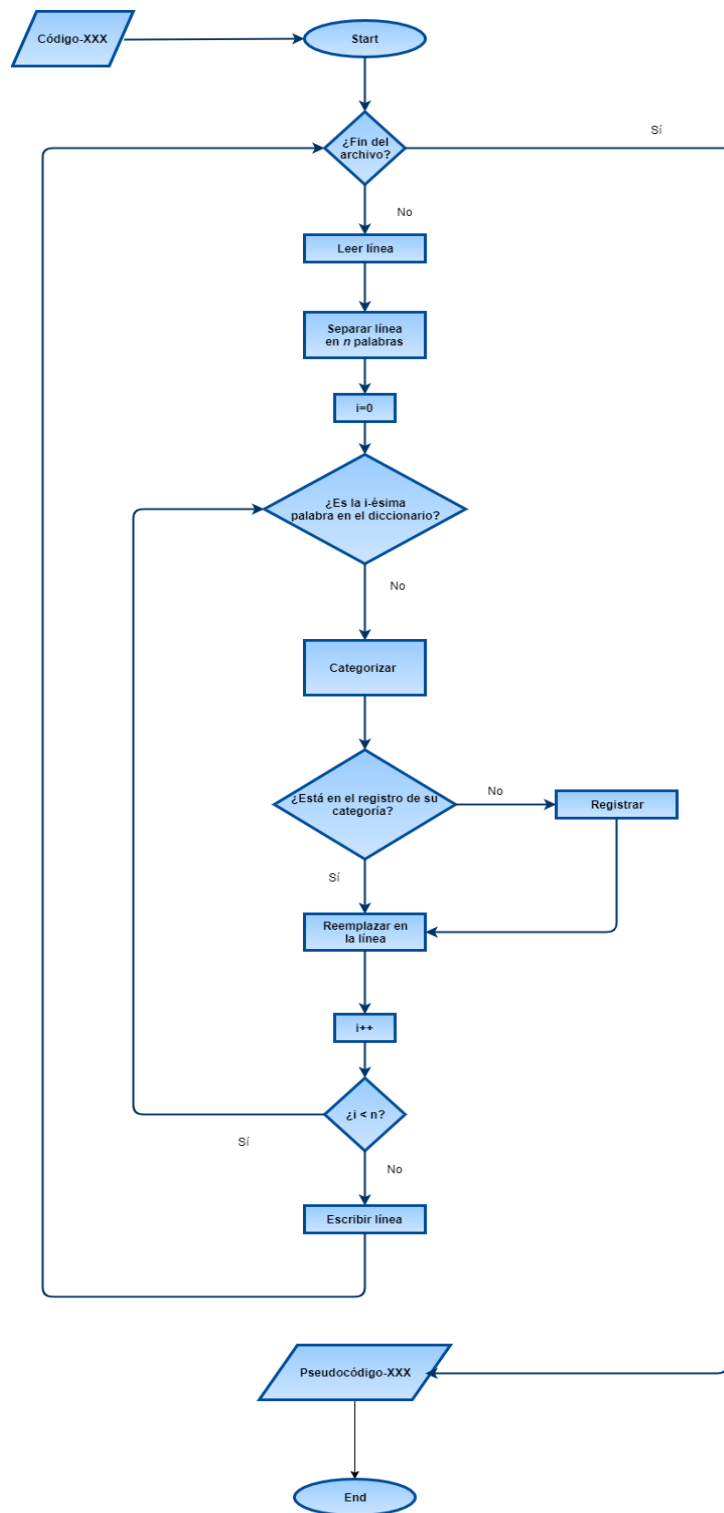 Código-XXX
Start
¿Fin del
archivo?
Sí
No
Leer línea
Separar línea
en n palabras
i=0
¿Es la i-ésima
palabra en el diccionario?
No
Categorizar
¿Está en el registro de su
categoría?
No
Registrar
Sí
Reemplazar en
la línea
i++
¿i < n?
Sí
No
Escribir línea
Pseudocódigo-XXX
End